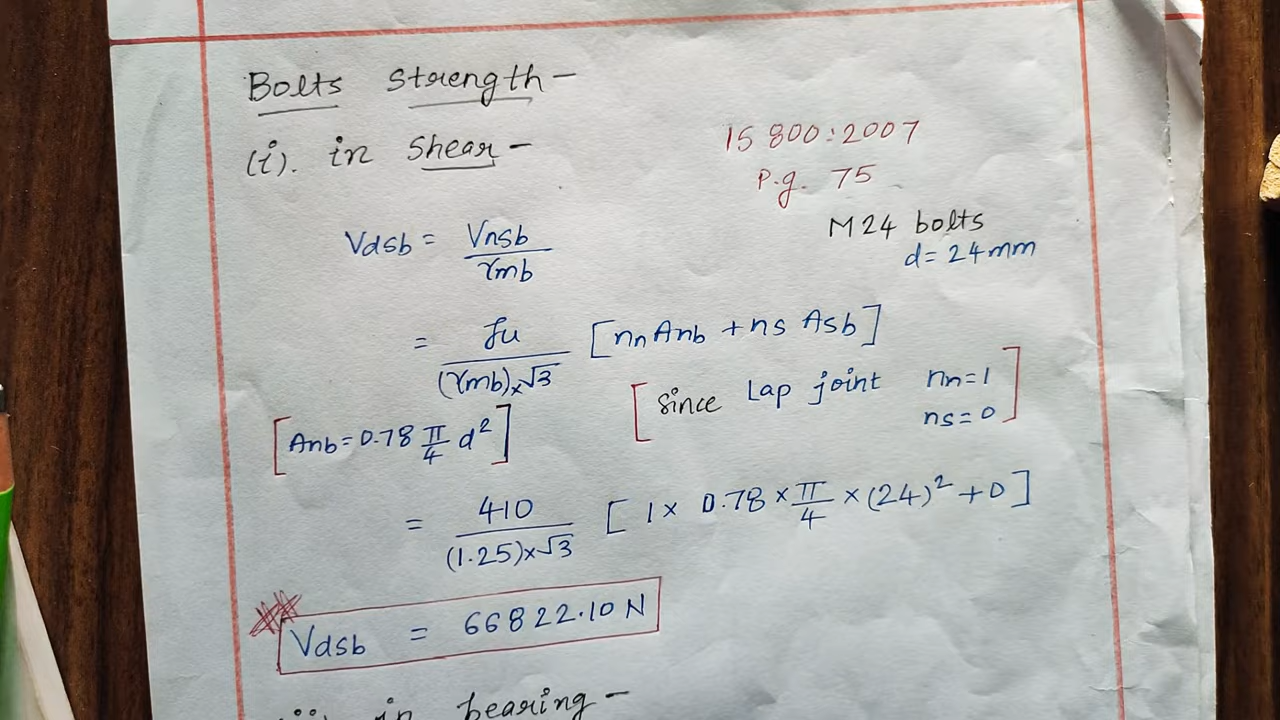 Bolts Strength-
(i). in Shear-
IS 800:2007
P.g. 75
M24 bolts
d= 24mm
Vdsb = Vnsb / γmb
= fu / (γmb)×√3 [nn Anb + ns Asb]
[since Lap joint nn=1
ns=0]
[Anb=0.78 π/4 d²]
= 410 / (1.25)×√3 [1× 0.78×π/4×(24)²+0]
Vdsb = 66822.10 N
in bearing-